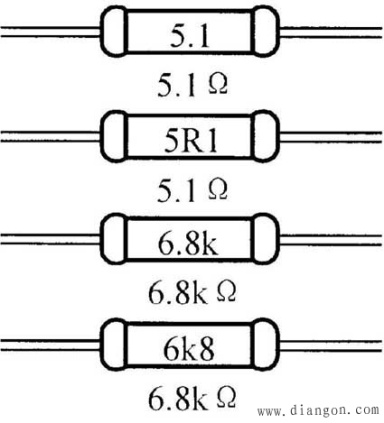 5.1
5.1 Ω
5R1
5.1 Ω
6.8k
6.8k Ω
6k8
6.8k Ω
www.diangon.com